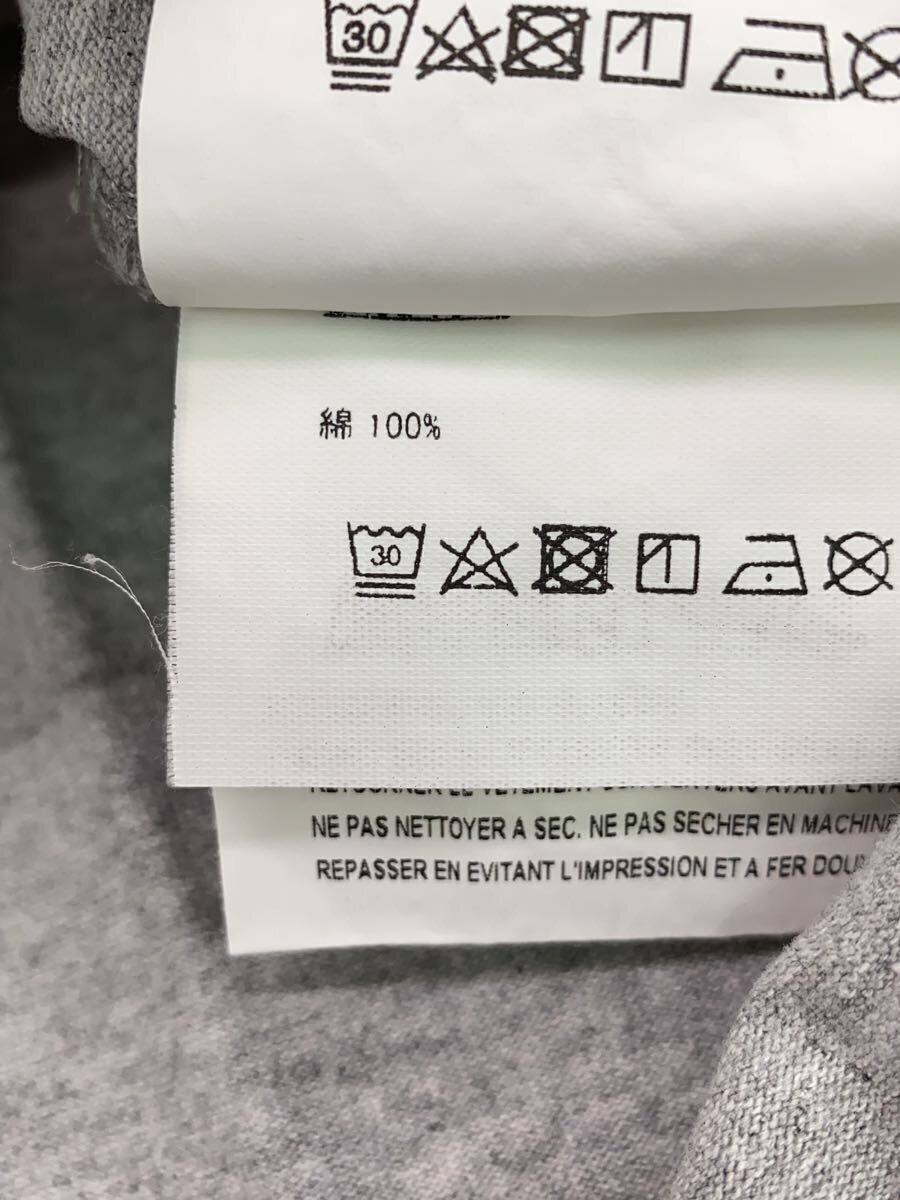 30
綿 100%
30
NE PAS NETTOYER A SEC. NE PAS SECHER EN MACHINE
REPASSER EN EVITANT L'IMPRESSION ET A FER